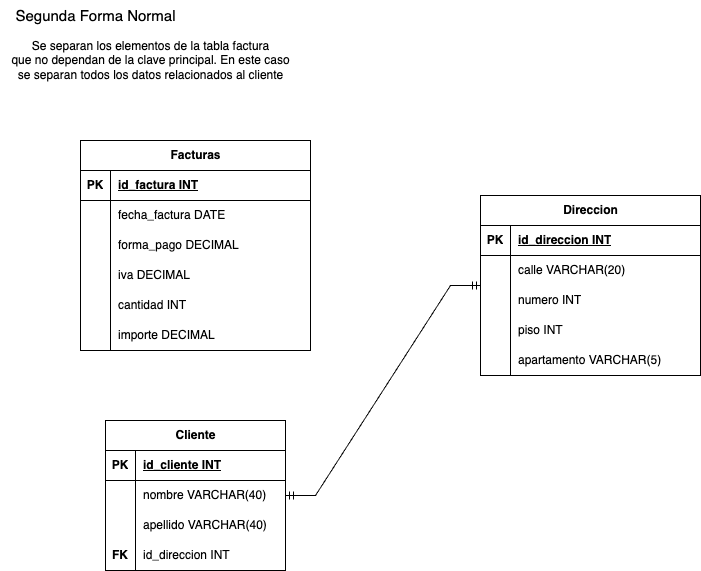 Segunda Forma Normal
Se separan los elementos de la tabla factura
que no dependan de la clave principal. En este caso
se separan todos los datos relacionados al cliente
Facturas
PK id_factura INT
fecha_factura DATE
forma_pago DECIMAL
iva DECIMAL
cantidad INT
importe DECIMAL
Direccion
PK id_direccion INT
calle VARCHAR(20)
numero INT
piso INT
apartamento VARCHAR(5)
Cliente
PK id_cliente INT
nombre VARCHAR(40)
apellido VARCHAR(40)
FK id_direccion INT